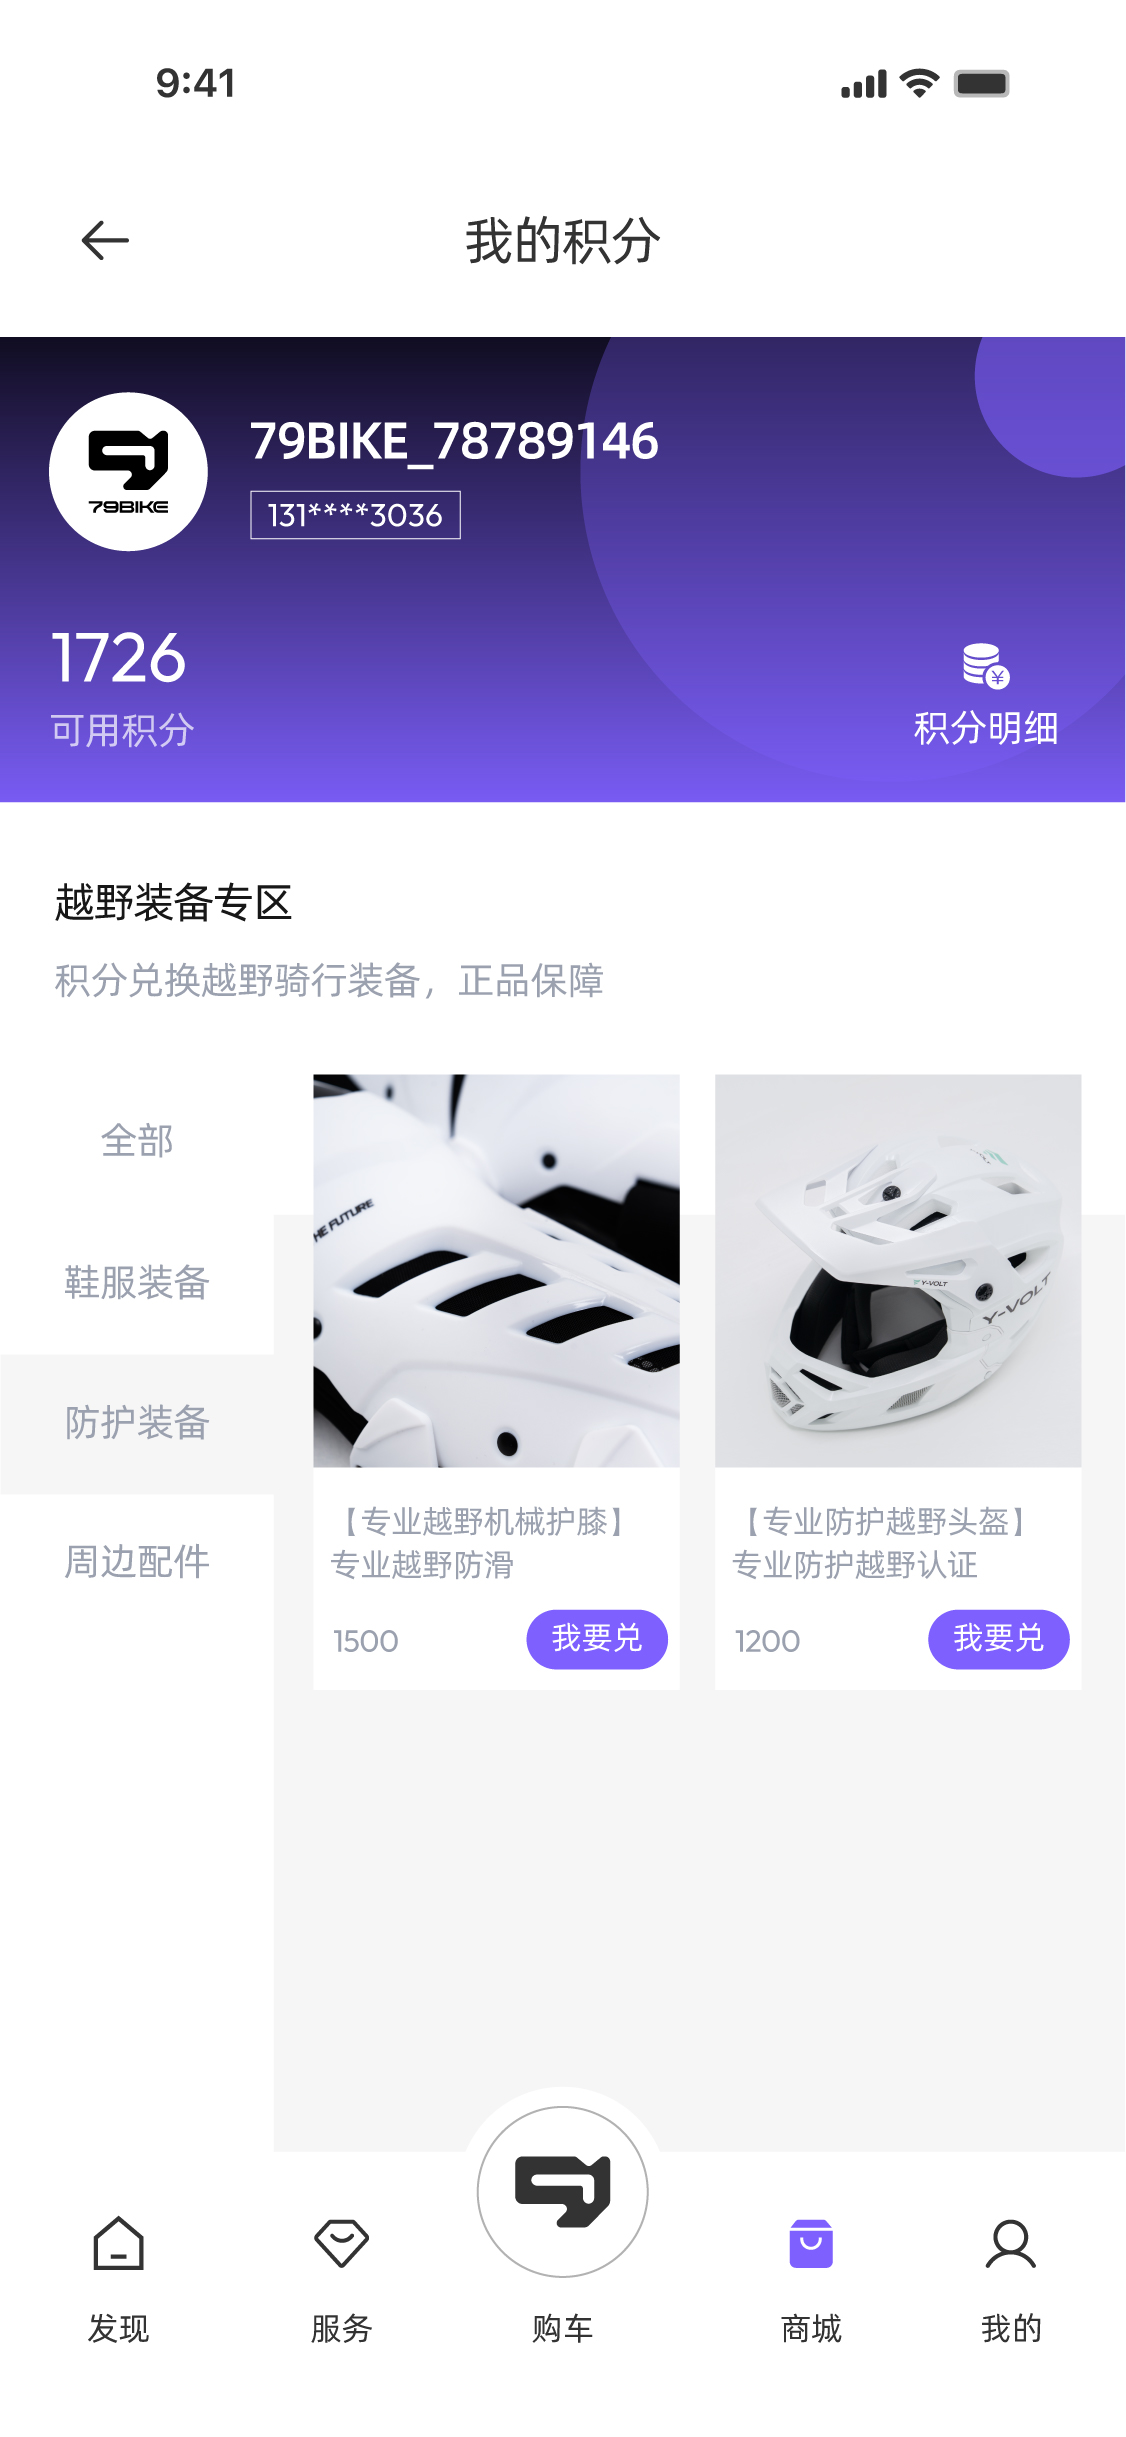 9:41
我的积分
79BIKE_78789146
79BIKE
131****3036
1726
可用积分
¥
积分明细
越野装备专区
积分兑换越野骑行装备，正品保障
全部
鞋服装备
防护装备
周边配件
HE FUTURE
Y-VOLT
Y-VOLT
【专业越野机械护膝】
专业越野防滑
1500
我要兑
【专业防护越野头盔】
专业防护越野认证
1200
我要兑
发现
服务
购车
商城
我的